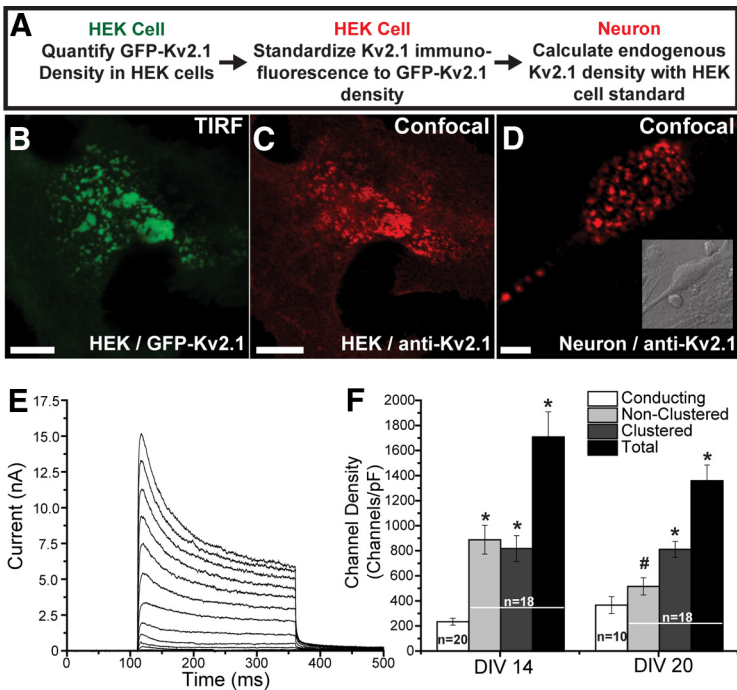 A
HEK Cell
Quantify GFP-Kv2.1
Density in HEK cells
HEK Cell
Standardize Kv2.1 immuno-
fluorescence to GFP-Kv2.1
density
Neuron
Calculate endogenous
Kv2.1 density with HEK
cell standard
B
TIRF
HEK / GFP-Kv2.1
C
Confocal
HEK / anti-Kv2.1
D
Confocal
Neuron / anti-Kv2.1
E
Current (nA)
17.5
15.0
12.5
10.0
7.5
5.0
2.5
0
0
100
200
300
400
500
Time (ms)
F
Channel Density
(Channels/pF)
2000
1800
1600
1400
1200
1000
800
600
400
200
0
Conducting
Non-Clustered
Clustered
Total
*
*
*
*
#
*
*
n=20
n=18
n=10
n=18
DIV 14
DIV 20